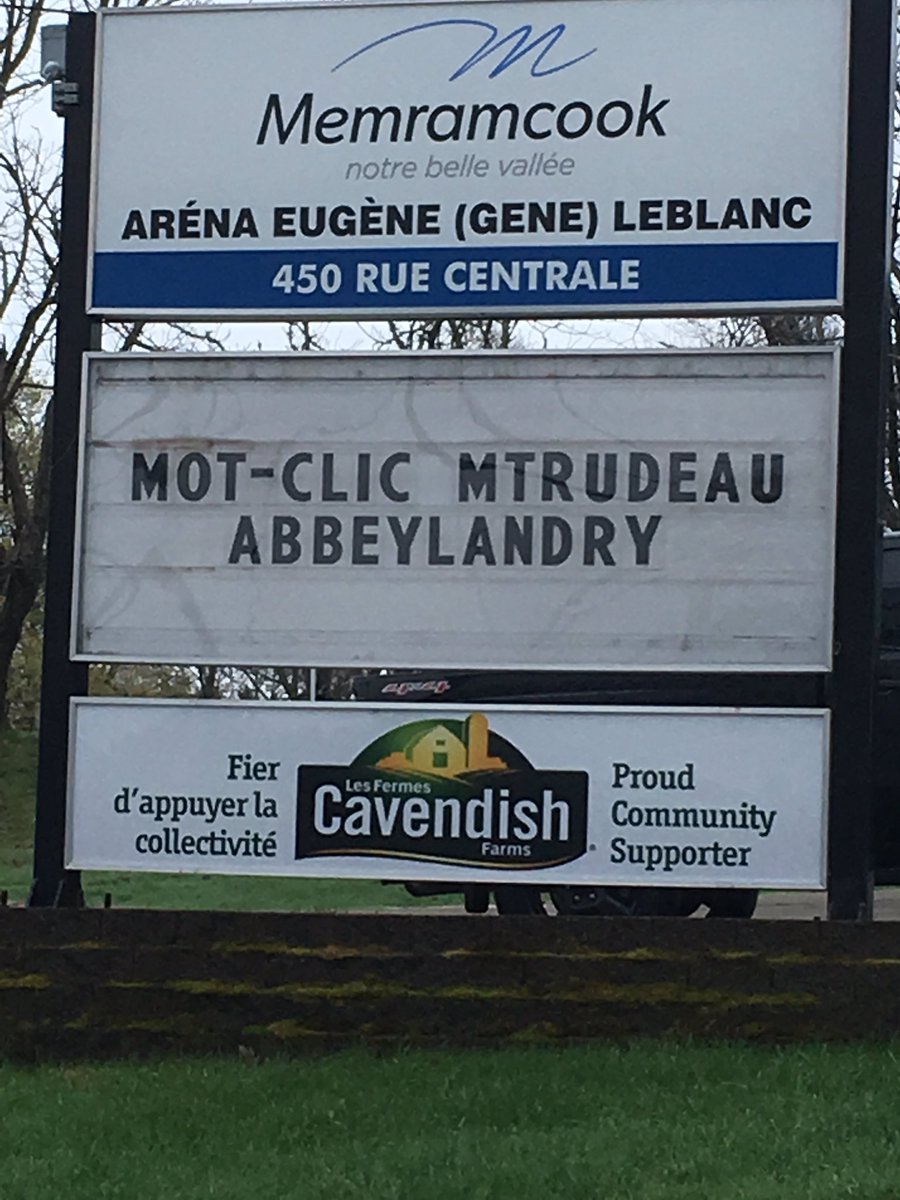 Memramcook
notre belle vallée
ARÉNA EUGÈNE (GENE) LEBLANC
450 RUE CENTRALE
MOT-CLIC MTRUDEAU
ABBEYLANDRY
4x4
Fier
d'appuyer la
collectivité
Les Fermes
Cavendish
Farms
Proud
Community
Supporter